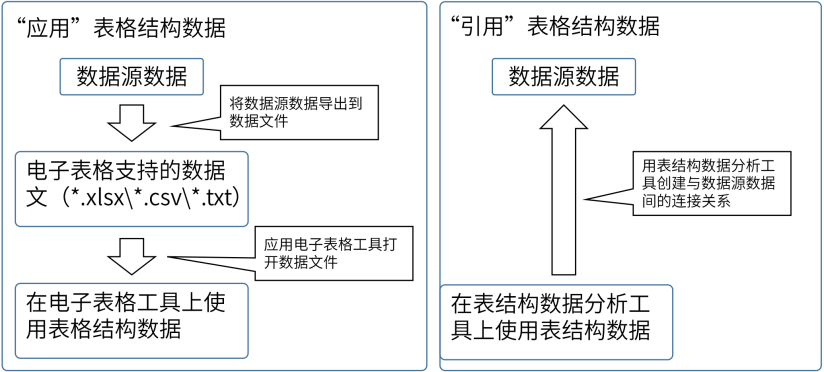 “应用”表格结构数据
数据源数据
将数据源数据导出到
数据文件
电子表格支持的数据
文（*.xlsx\*.csv\*.txt）
应用电子表格工具打
开数据文件
在电子表格工具上使
用表格结构数据
“引用”表格结构数据
数据源数据
用表结构数据分析工
具创建与数据源数据
间的连接关系
在表结构数据分析工
具上使用表结构数据